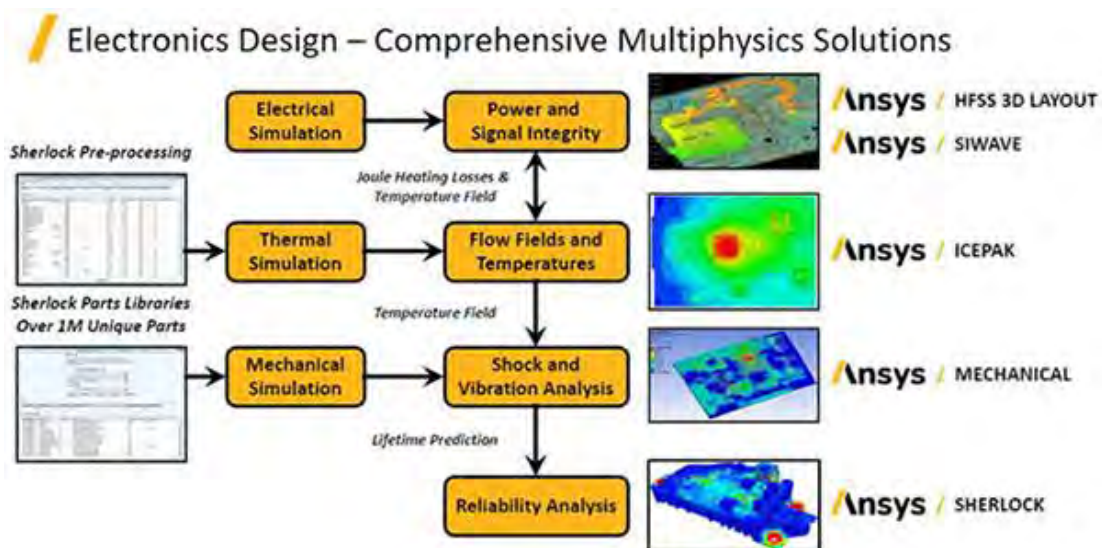 Electronics Design – Comprehensive Multiphysics Solutions
Electrical
Simulation
Power and
Signal Integrity
Ansys / HFSS 3D LAYOUT
Ansys / SIWAVE
Sherlock Pre-processing
Joule Heating Losses &
Temperature Field
Thermal
Simulation
Flow Fields and
Temperatures
Ansys / ICEPAK
Sherlock Parts Libraries
Over 1M Unique Parts
Temperature Field
Mechanical
Simulation
Shock and
Vibration Analysis
Ansys / MECHANICAL
Lifetime Prediction
Reliability Analysis
Ansys / SHERLOCK